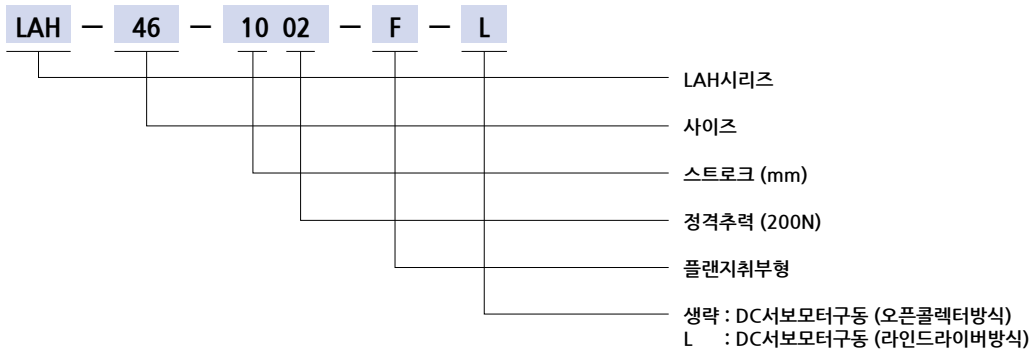 LAH - 46 - 10 02 - F - L
LAH시리즈
사이즈
스트로크 (mm)
정격추력 (200N)
플랜지취부형
생략 : DC서보모터구동 (오픈콜렉터방식)
L : DC서보모터구동 (라인드라이버방식)